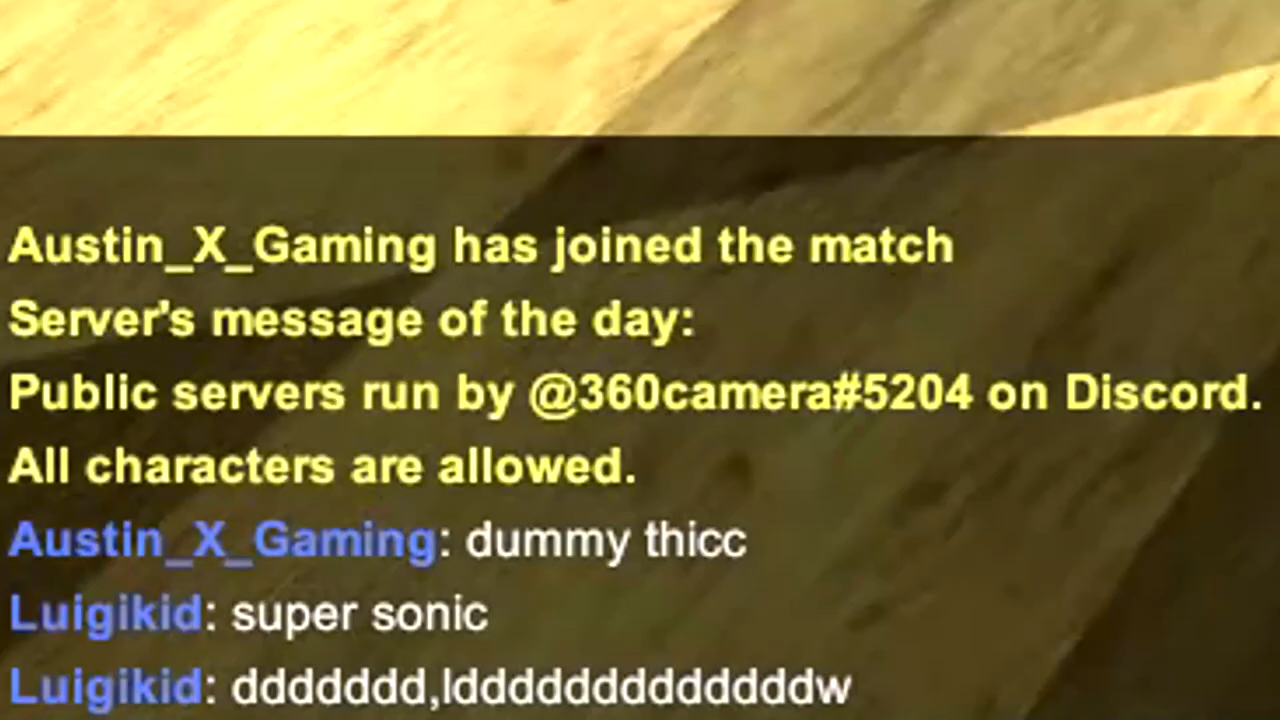 Austin_X_Gaming has joined the match
Server's message of the day:
Public servers run by @360camera#5204 on Discord.
All characters are allowed.
Austin_X_Gaming: dummy thicc
Luigikid: super sonic
Luigikid: ddddddd,lddddddddddddddw